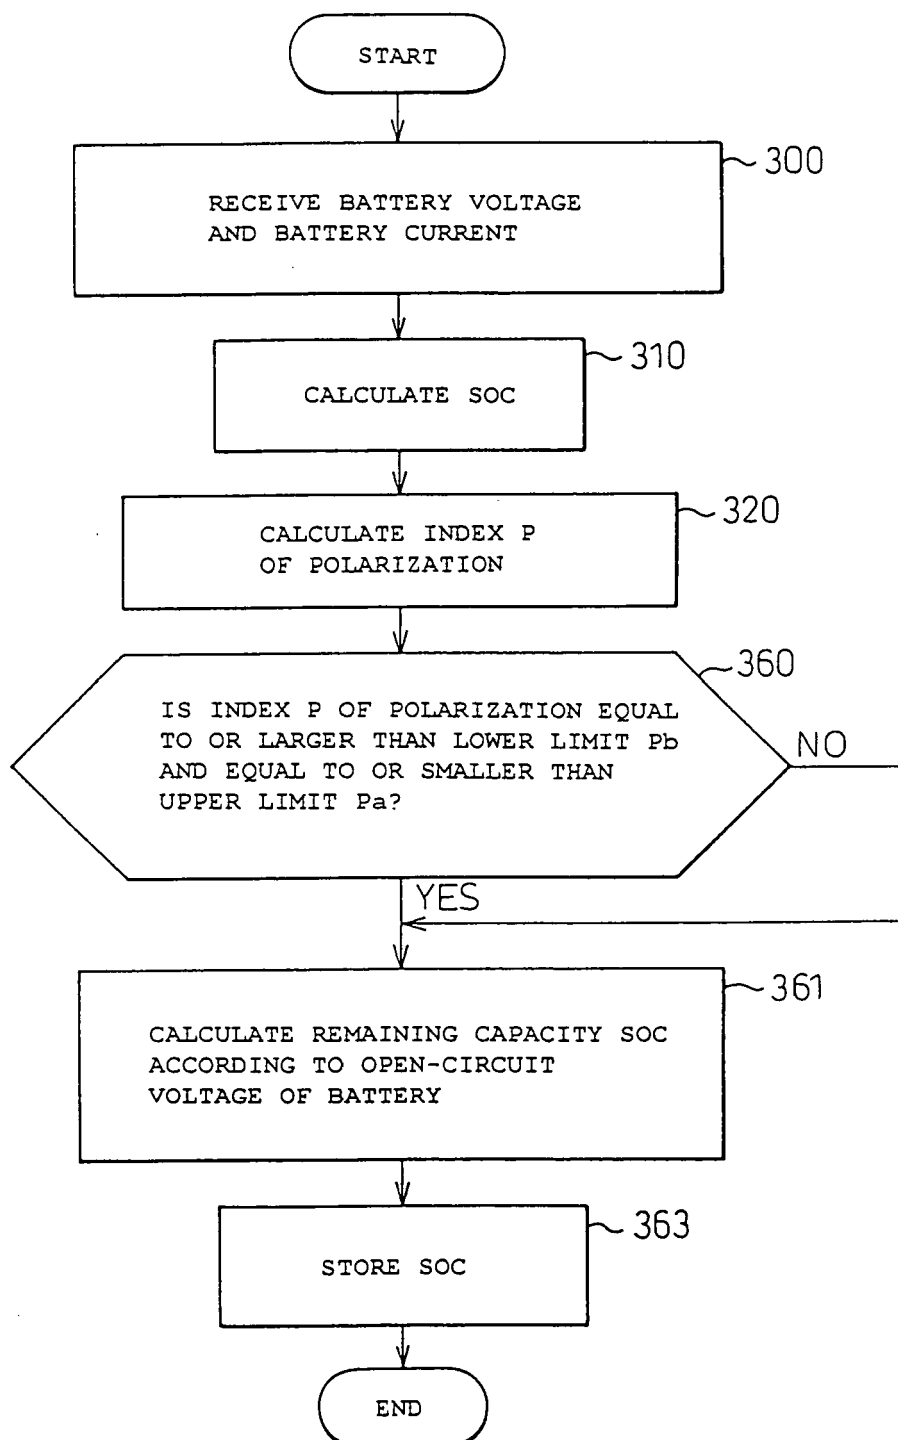 START
300
RECEIVE BATTERY VOLTAGE
AND BATTERY CURRENT
310
CALCULATE SOC
320
CALCULATE INDEX P
OF POLARIZATION
360
IS INDEX P OF POLARIZATION EQUAL
TO OR LARGER THAN LOWER LIMIT Pb
AND EQUAL TO OR SMALLER THAN
UPPER LIMIT Pa?
NO
YES
361
CALCULATE REMAINING CAPACITY SOC
ACCORDING TO OPEN-CIRCUIT
VOLTAGE OF BATTERY
363
STORE SOC
END